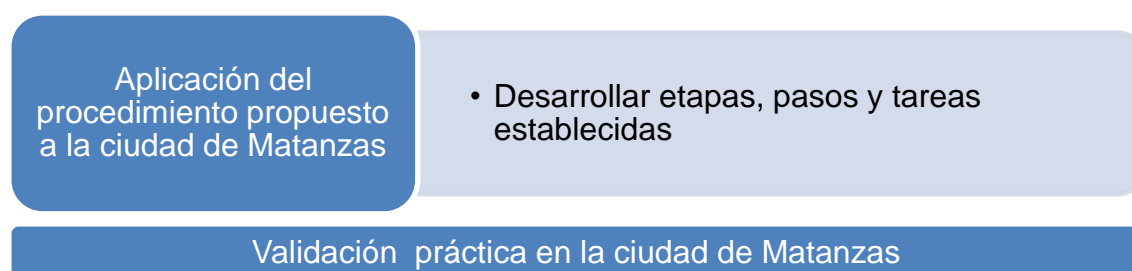 Aplicación del
procedimiento propuesto
a la ciudad de Matanzas
• Desarrollar etapas, pasos y tareas
establecidas
Validación  práctica en la ciudad de Matanzas